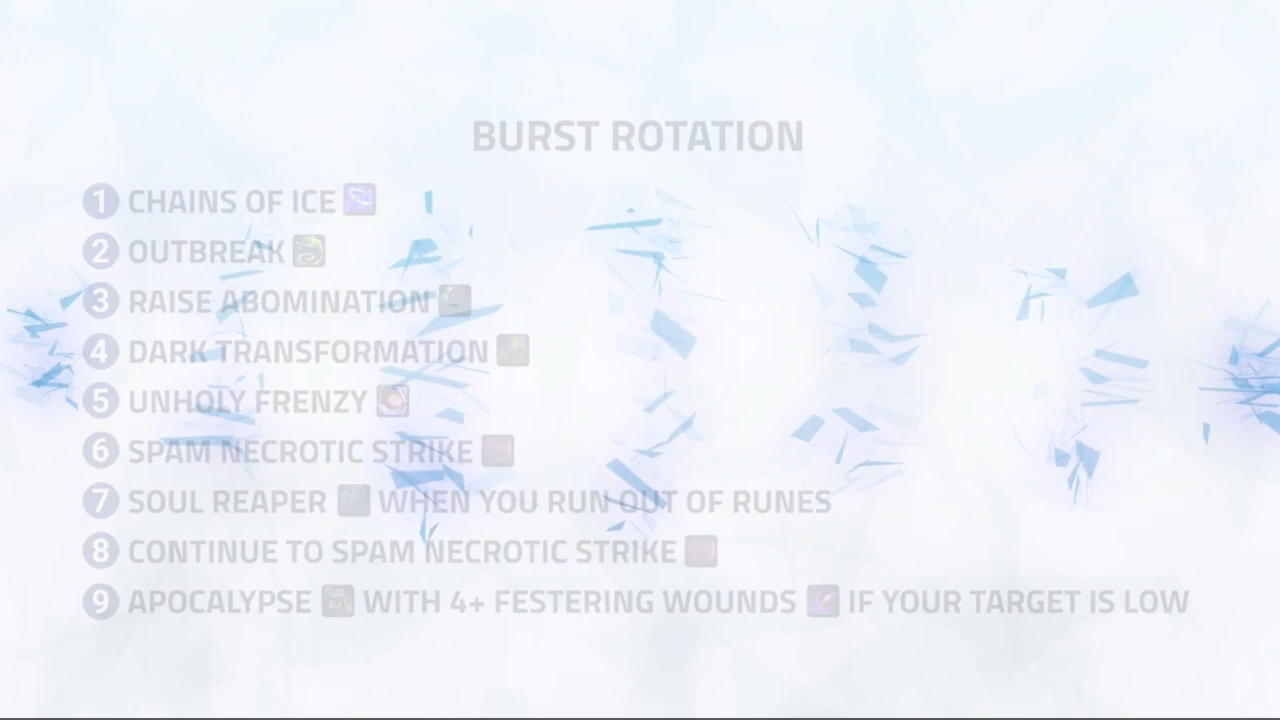 BURST ROTATION
1 CHAINS OF ICE
2 OUTBREAK
3 RAISE ABOMINATION
4 DARK TRANSFORMATION
5 UNHOLY FRENZY
6 SPAM NECROTIC STRIKE
7 SOUL REAPER WHEN YOU RUN OUT OF RUNES
8 CONTINUE TO SPAM NECROTIC STRIKE
9 APOCALYPSE WITH 4+ FESTERING WOUNDS IF YOUR TARGET IS LOW